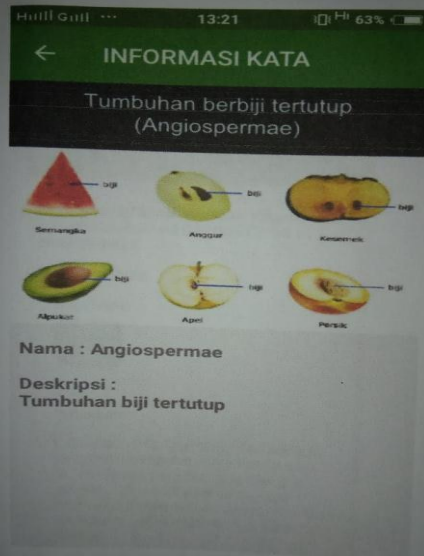 13:21
63%
INFORMASI KATA
Tumbuhan berbiji tertutup
(Angiospermae)
biji
biji
biji
Semangka
Anggur
Kesemek
biji
biji
biji
Alpukat
Apel
Persik
Nama : Angiospermae
Deskripsi :
Tumbuhan biji tertutup